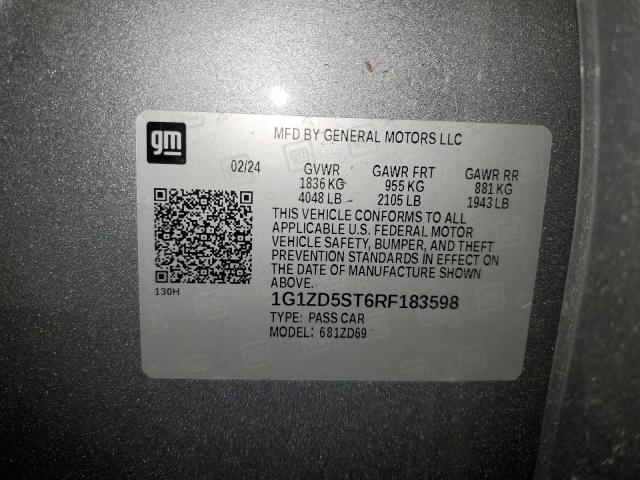 gm
MFD BY GENERAL MOTORS LLC
02/24 GVWR GAWR FRT GAWR RR
1836 KG 955 KG 881 KG
4048 LB 2105 LB 1943 LB
THIS VEHICLE CONFORMS TO ALL
APPLICABLE U.S. FEDERAL MOTOR
VEHICLE SAFETY, BUMPER, AND THEFT
PREVENTION STANDARDS IN EFFECT ON
THE DATE OF MANUFACTURE SHOWN
ABOVE.
130H
1G1ZD5ST6RF183598
TYPE: PASS CAR
MODEL: 681ZD69